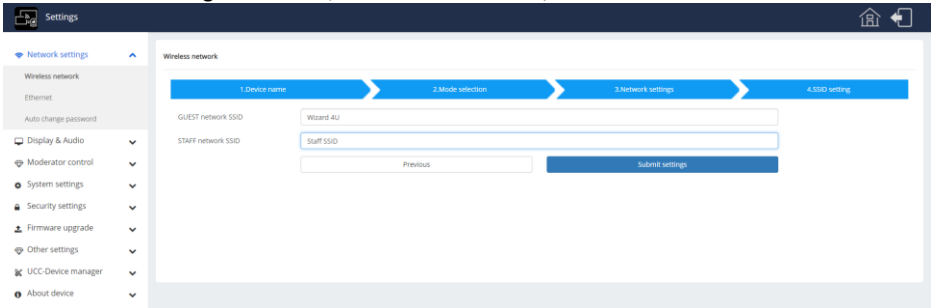 Settings
Network settings
Wireless network
Ethernet
Auto change password
Display & Audio
Moderator control
System settings
Security settings
Firmware upgrade
Other settings
UCC-Device manager
About device
Wireless network
1.Device name
2.Mode selection
3.Network settings
4.SSID setting
GUEST network SSID
Wizard 4U
STAFF network SSID
Staff SSID
Previous
Submit settings